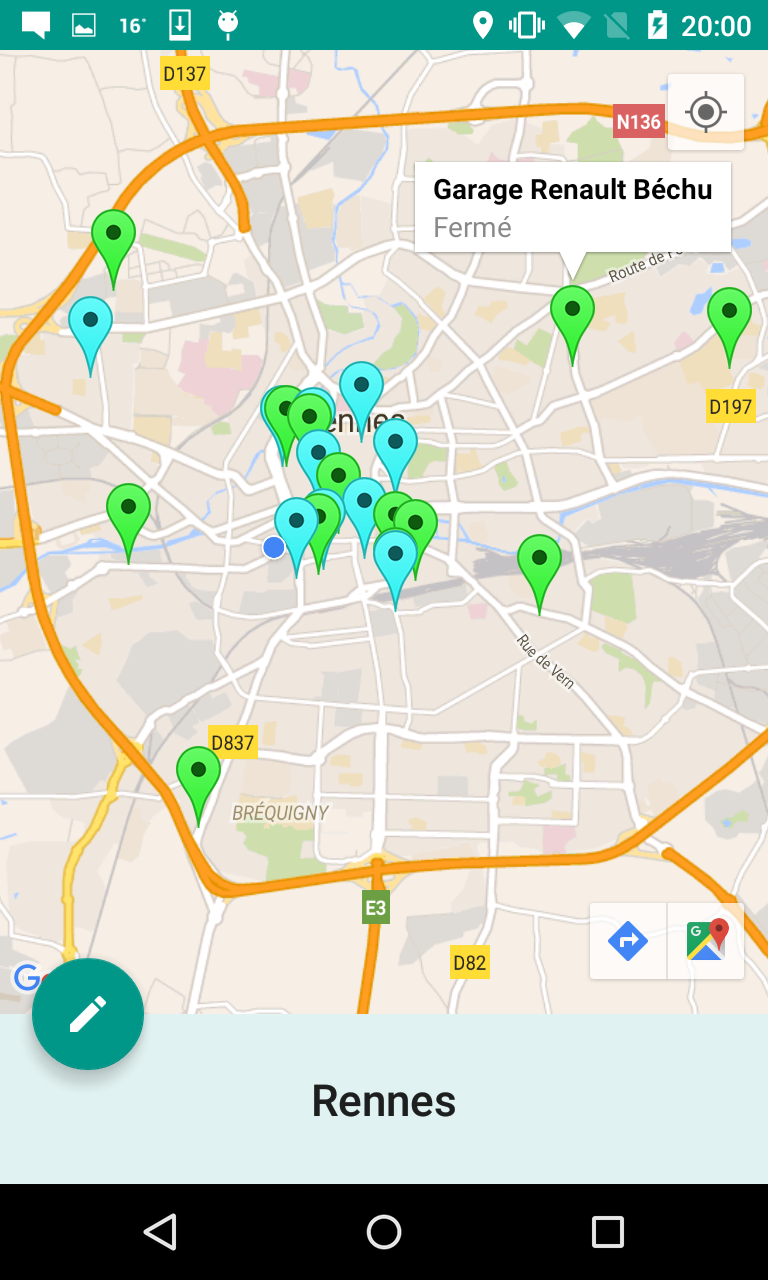 16°
20:00
D137
N136
Garage Renault Béchu
Fermé
Route de
D197
Rue de Vern
D837
BRÉQUIGNY
E3
D82
G
Rennes